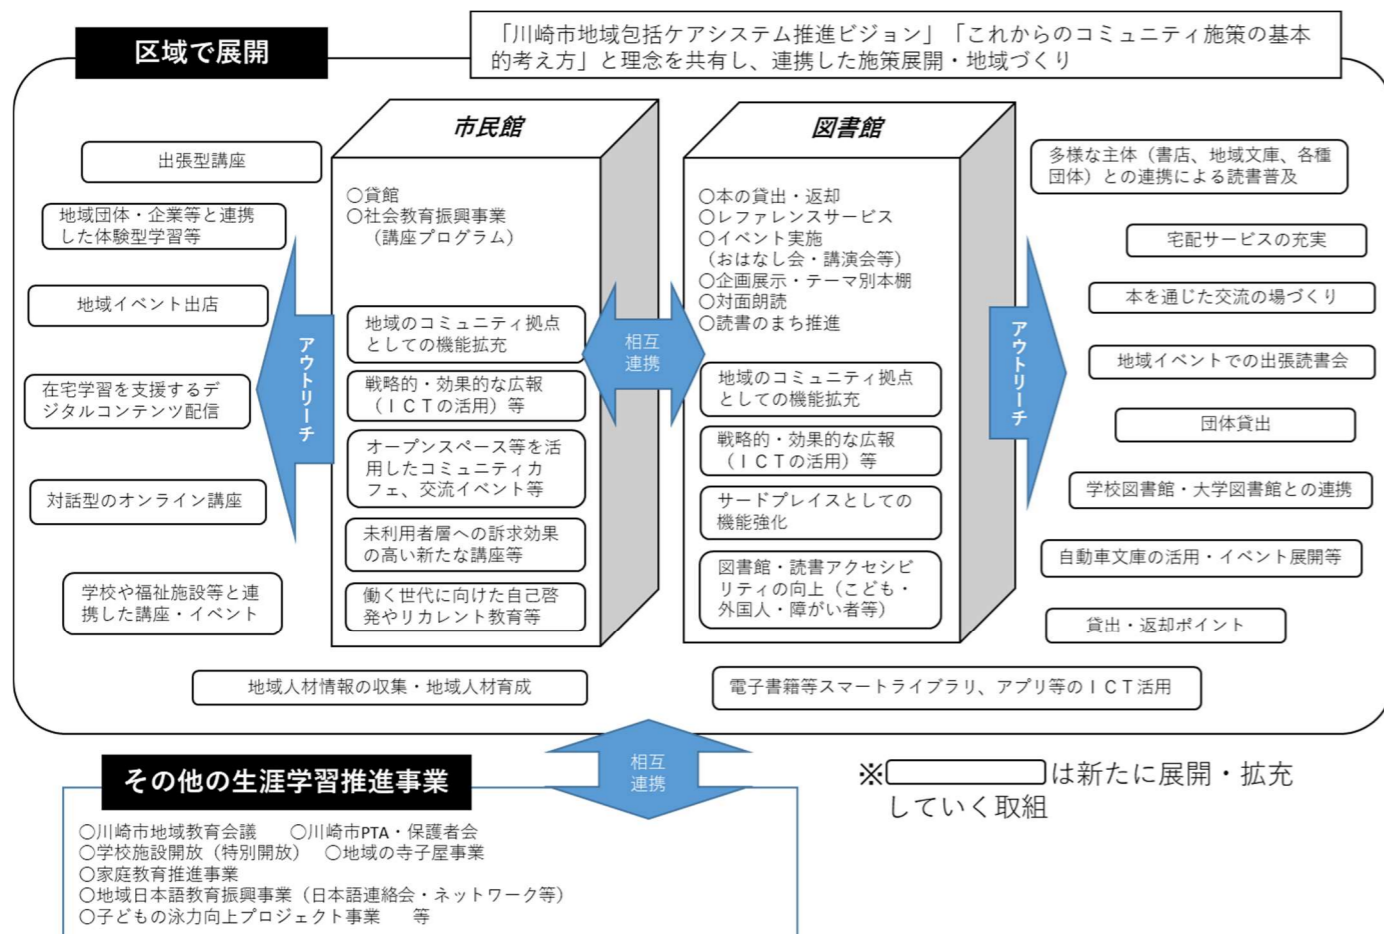 区域で展開
「川崎市地域包括ケアシステム推進ビジョン」「これからのコミュニティ施策の基本
的考え方」と理念を共有し、連携した施策展開・地域づくり
出張型講座
地域団体・企業等と連携
した体験型学習等
地域イベント出店
在宅学習を支援するデ
ジタルコンテンツ配信
対話型のオンライン講座
学校や福祉施設等と連
携した講座・イベント
アウトリーチ
市民館
○貸館
○社会教育振興事業
（講座プログラム）
地域のコミュニティ拠点
としての機能拡充
戦略的・効果的な広報
（ＩＣＴの活用）等
オープンスペース等を活
用したコミュニティカ
フェ、交流イベント等
未利用者層への訴求効果
の高い新たな講座等
働く世代に向けた自己啓
発やリカレント教育等
相互
連携
図書館
○本の貸出・返却
○レファレンスサービス
○イベント実施
（おはなし会・講演会等）
○企画展示・テーマ別本棚
○対面朗読
○読書のまち推進
地域のコミュニティ拠点
としての機能拡充
戦略的・効果的な広報
（ＩＣＴの活用）等
サードプレイスとしての
機能強化
図書館・読書アクセシビ
リティの向上（こども・
外国人・障がい者等）
アウトリーチ
多様な主体（書店、地域文庫、各種
団体）との連携による読書普及
宅配サービスの充実
本を通じた交流の場づくり
地域イベントでの出張読書会
団体貸出
学校図書館・大学図書館との連携
自動車文庫の活用・イベント展開等
貸出・返却ポイント
地域人材情報の収集・地域人材育成
電子書籍等スマートライブラリ、アプリ等のＩＣＴ活用
相互
連携
その他の生涯学習推進事業
○川崎市地域教育会議　　○川崎市PTA・保護者会
○学校施設開放（特別開放）　○地域の寺子屋事業
○家庭教育推進事業
○地域日本語教育振興事業（日本語連絡会・ネットワーク等）
○子どもの泳力向上プロジェクト事業　　等
※　　　　　は新たに展開・拡充
していく取組